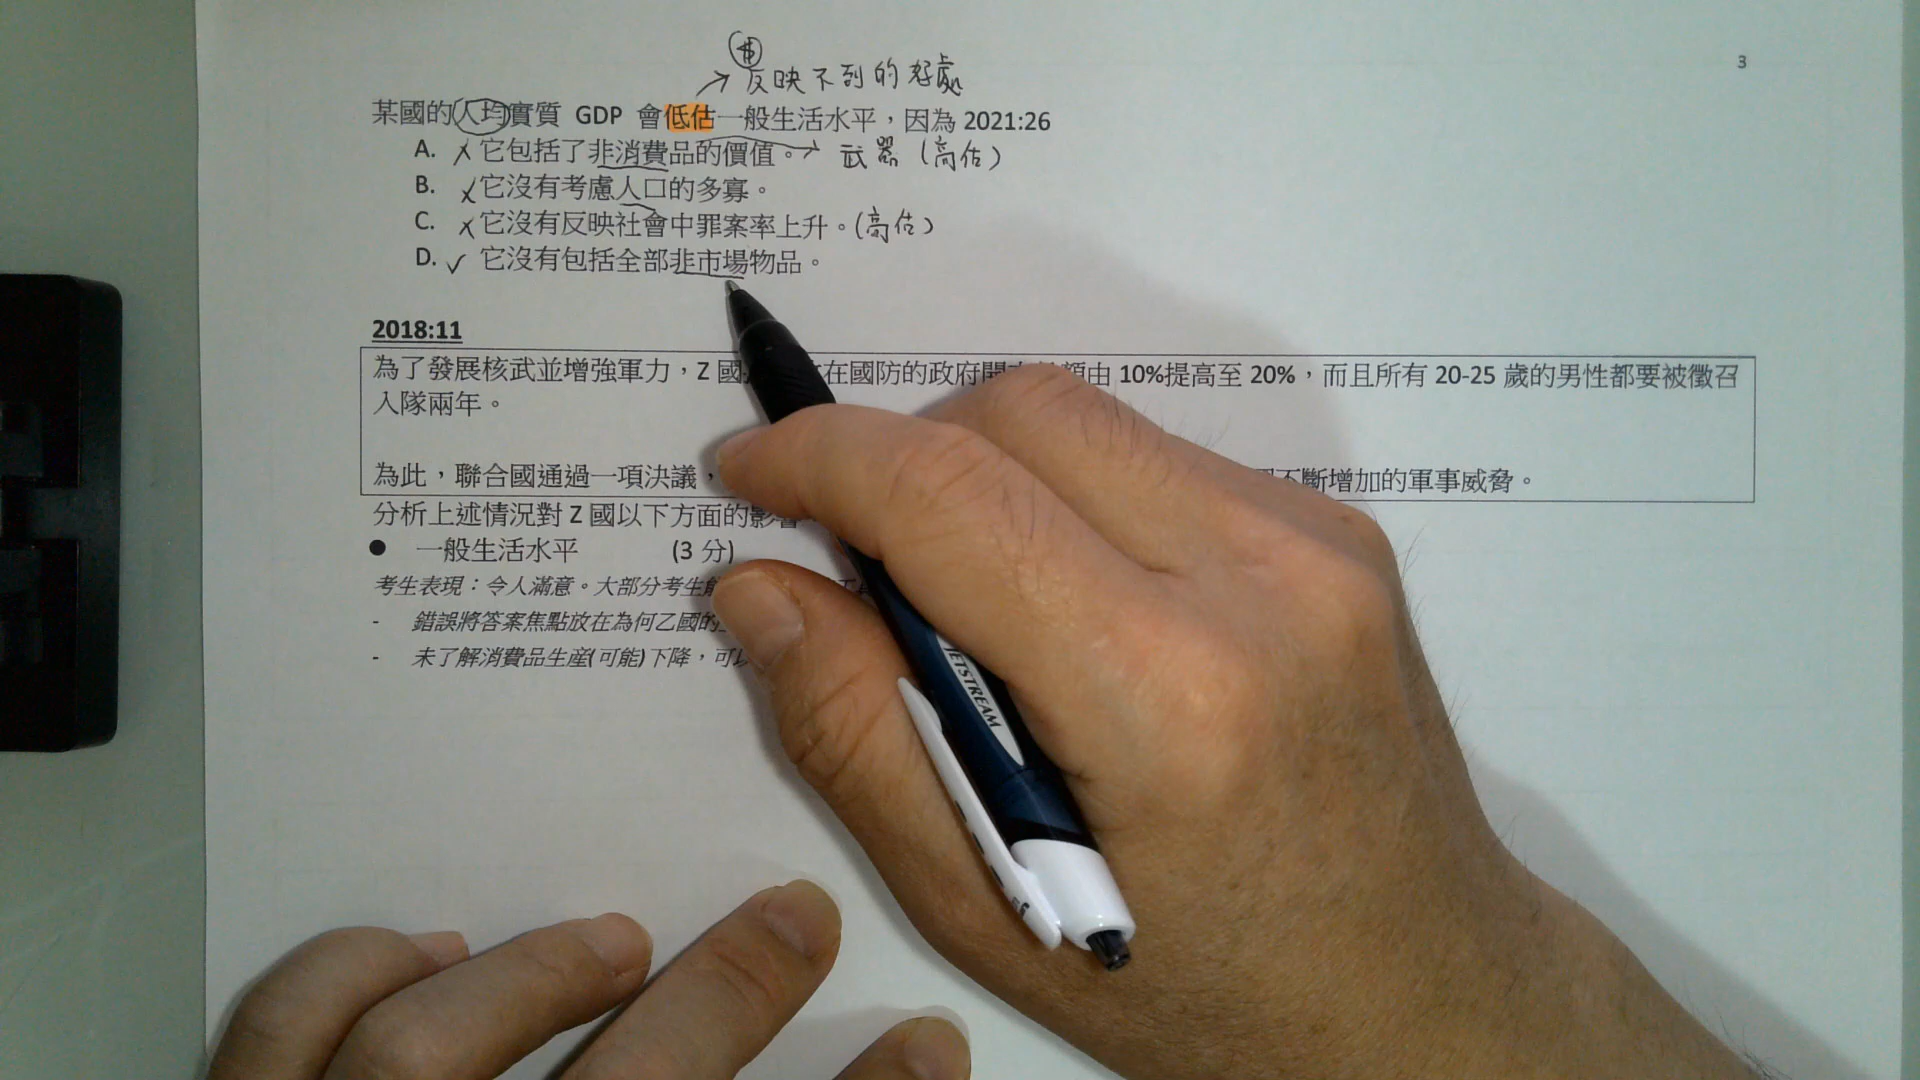 反映不到的好處
3
某國的人均實質 GDP 會低估一般生活水平，因為 2021:26
A. ✗ 它包括了非消費品的價值。→ 武器 (高估)
B. ✗ 它沒有考慮人口的多寡。
C. ✗ 它沒有反映社會中罪案率上升。(高估)
D. ✓ 它沒有包括全部非市場物品。
2018:11
為了發展核武並增強軍力，Z 國 在國防的政府開 額由 10%提高至 20%，而且所有 20-25 歲的男性都要被徵召
入隊兩年。
為此，聯合國通過一項決議， 不斷增加的軍事威脅。
分析上述情況對 Z 國以下方面的影響
● 一般生活水平 (3 分)
考生表現：令人滿意。大部分考生能
- 錯誤將答案焦點放在為何乙國的
- 未了解消費品生產(可能)下降，可以
JETSTREAM